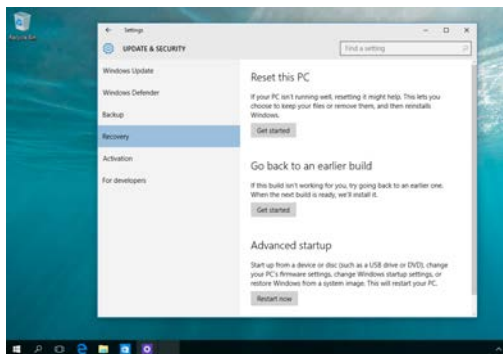 Recycle Bin
Settings
UPDATE & SECURITY
Find a setting
Windows Update
Windows Defender
Backup
Recovery
Activation
For developers
Reset this PC
If your PC isn't running well, resetting it might help. This lets you
choose to keep your files or remove them, and then reinstalls
Windows.
Get started
Go back to an earlier build
If this build isn't working for you, try going back to an earlier one.
When the next build is ready, we'll install it.
Get started
Advanced startup
Start up from a device or disc (such as a USB drive or DVD), change
your PC's firmware settings, change Windows startup settings, or
restore Windows from a system image. This will restart your PC.
Restart now